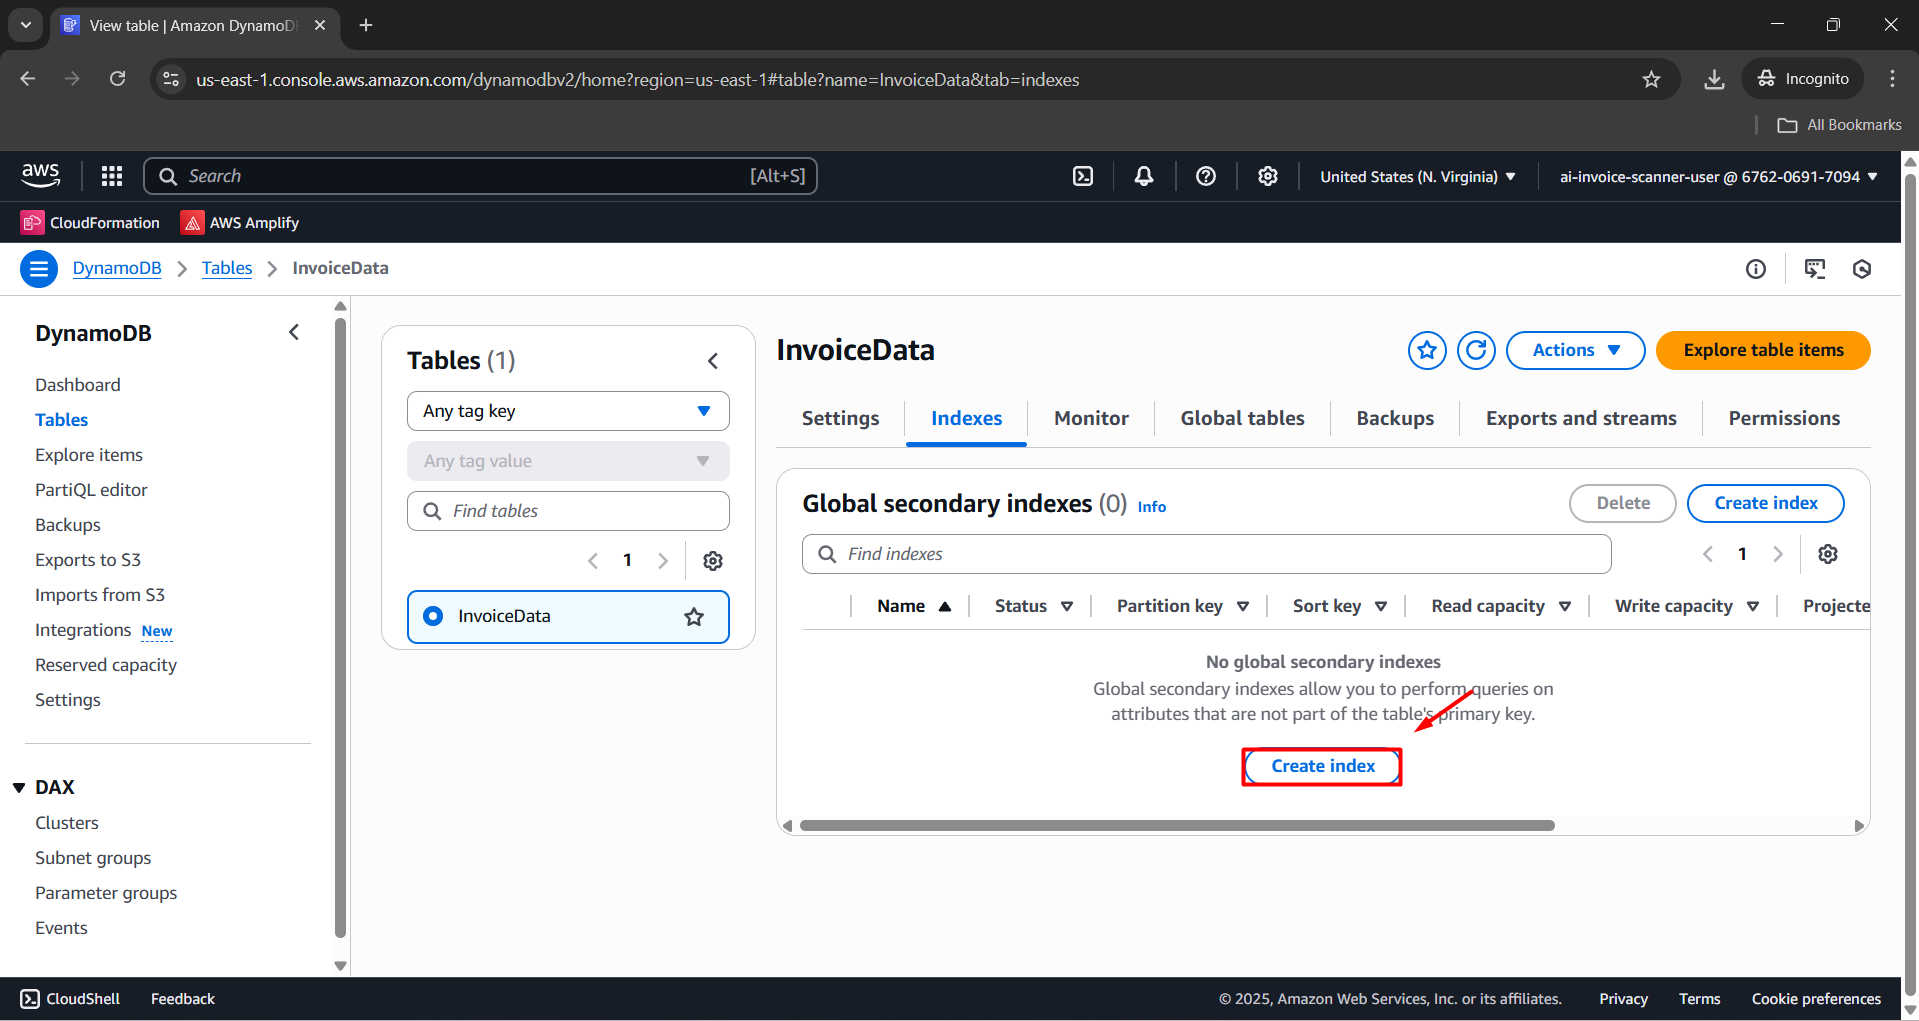 View table | Amazon DynamoD
us-east-1.console.aws.amazon.com/dynamodbv2/home?region=us-east-1#table?name=InvoiceData&tab=indexes
Incognito
All Bookmarks
aws
Search
[Alt+S]
United States (N. Virginia)
ai-invoice-scanner-user @ 6762-0691-7094
CloudFormation
AWS Amplify
DynamoDB
Tables
InvoiceData
DynamoDB
Dashboard
Tables
Explore items
PartiQL editor
Backups
Exports to S3
Imports from S3
Integrations New
Reserved capacity
Settings
DAX
Clusters
Subnet groups
Parameter groups
Events
Tables (1)
Any tag key
Any tag value
Find tables
1
InvoiceData
InvoiceData
Actions
Explore table items
Settings
Indexes
Monitor
Global tables
Backups
Exports and streams
Permissions
Global secondary indexes (0) Info
Delete
Create index
Find indexes
1
Name
Status
Partition key
Sort key
Read capacity
Write capacity
Projecte
No global secondary indexes
Global secondary indexes allow you to perform queries on
attributes that are not part of the table's primary key.
Create index
CloudShell
Feedback
© 2025, Amazon Web Services, Inc. or its affiliates.
Privacy
Terms
Cookie preferences